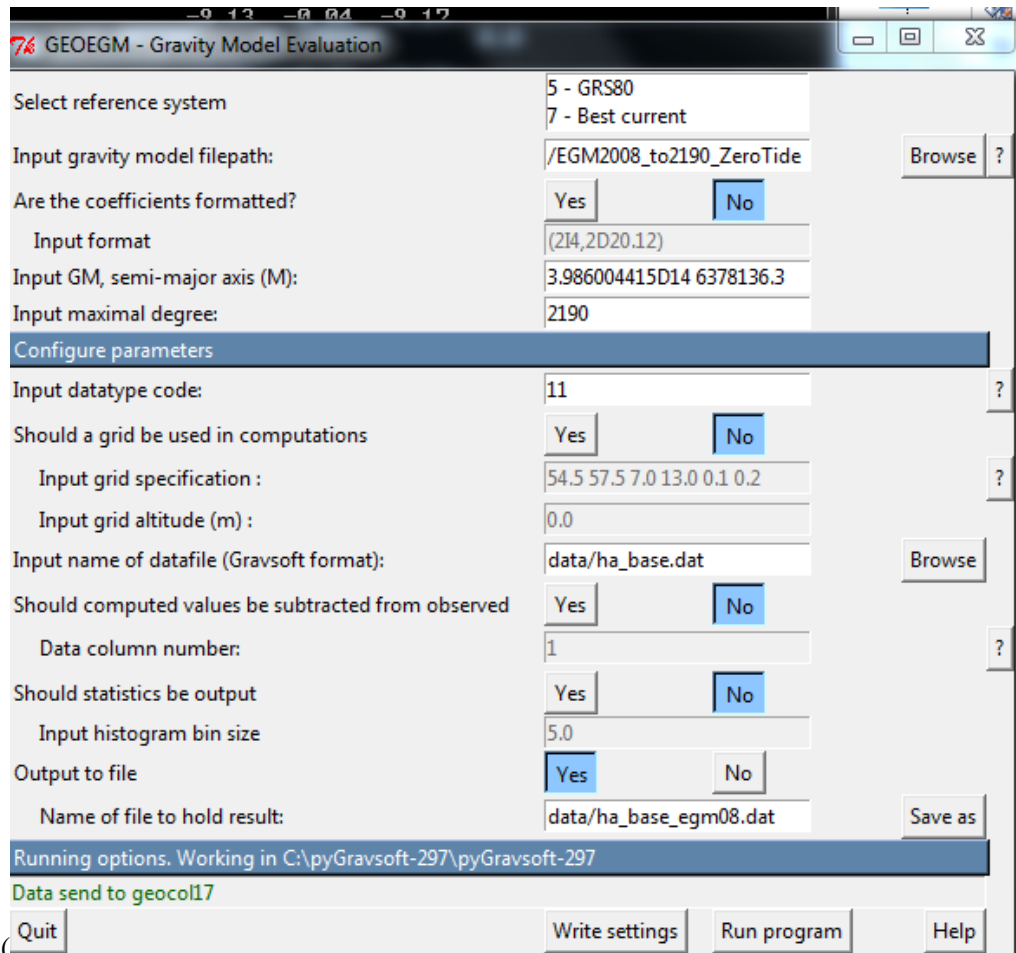 -9 13 -0 04 -9 17
GEOEGM - Gravity Model Evaluation
Select reference system
5 - GRS80
7 - Best current
Input gravity model filepath: /EGM2008_to2190_ZeroTide Browse ?
Are the coefficients formatted? Yes No
Input format (2I4,2D20.12)
Input GM, semi-major axis (M): 3.986004415D14 6378136.3
Input maximal degree: 2190
Configure parameters
Input datatype code: 11 ?
Should a grid be used in computations Yes No
Input grid specification : 54.5 57.5 7.0 13.0 0.1 0.2 ?
Input grid altitude (m) : 0.0
Input name of datafile (Gravsoft format): data/ha_base.dat Browse
Should computed values be subtracted from observed Yes No
Data column number: 1 ?
Should statistics be output Yes No
Input histogram bin size 5.0
Output to file Yes No
Name of file to hold result: data/ha_base_egm08.dat Save as
Running options. Working in C:\pyGravsoft-297\pyGravsoft-297
Data send to geocol17
( Quit Write settings Run program Help